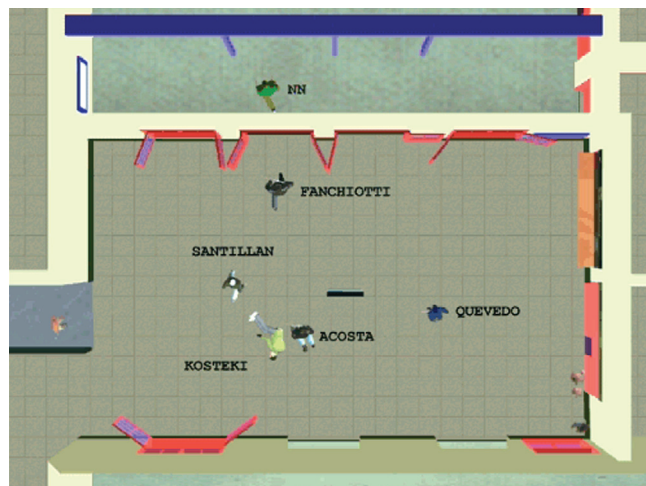 NN
FANCHIOTTI
SANTILLAN
QUEVEDO
ACOSTA
KOSTEKI